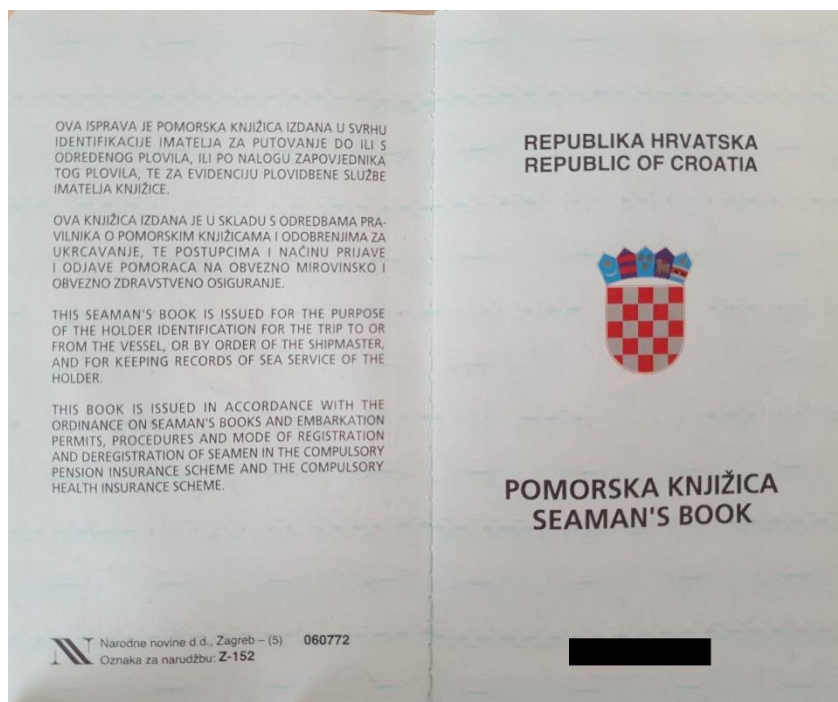 OVA ISPRAVA JE POMORSKA KNJIŽICA IZDANA U SVRHU
IDENTIFIKACIJE IMATELJA ZA PUTOVANJE DO ILI S
ODREĐENOG PLOVILA, ILI PO NALOGU ZAPOVJEDNIKA
TOG PLOVILA, TE ZA EVIDENCIJU PLOVIDBENE SLUŽBE
IMATELJA KNJIŽICE.
OVA KNJIŽICA IZDANA JE U SKLADU S ODREDBAMA PRA-
VILNIKA O POMORSKIM KNJIŽICAMA I ODOBRENJIMA ZA
UKRCAVANJE, TE POSTUPCIMA I NAČINU PRIJAVE
I ODJAVE POMORACA NA OBVEZNO MIROVINSKO I
OBVEZNO ZDRAVSTVENO OSIGURANJE.
THIS SEAMAN'S BOOK IS ISSUED FOR THE PURPOSE
OF THE HOLDER IDENTIFICATION FOR THE TRIP TO OR
FROM THE VESSEL, OR BY ORDER OF THE SHIPMASTER,
AND FOR KEEPING RECORDS OF SEA SERVICE OF THE
HOLDER.
THIS BOOK IS ISSUED IN ACCORDANCE WITH THE
ORDINANCE ON SEAMAN'S BOOKS AND EMBARKATION
PERMITS, PROCEDURES AND MODE OF REGISTRATION
AND DEREGISTRATION OF SEAMEN IN THE COMPULSORY
PENSION INSURANCE SCHEME AND THE COMPULSORY
HEALTH INSURANCE SCHEME.
Narodne novine d.d., Zagreb – (5) 060772
Oznaka za narudžbu: Z-152
REPUBLIKA HRVATSKA
REPUBLIC OF CROATIA
POMORSKA KNJIŽICA
SEAMAN'S BOOK